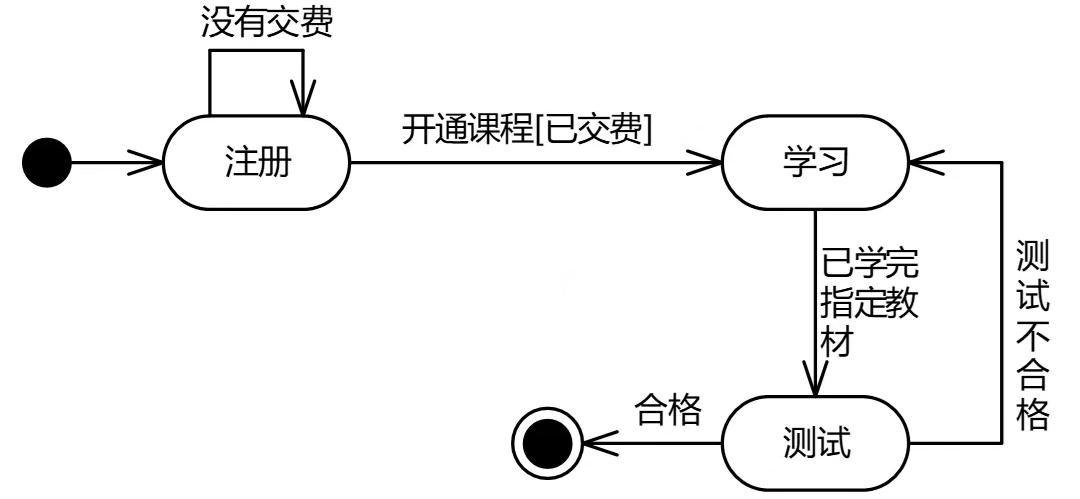 没有交费
开通课程[已交费]
注册
学习
已学完
指定教
材
测
试
不
合
格
合格
测试